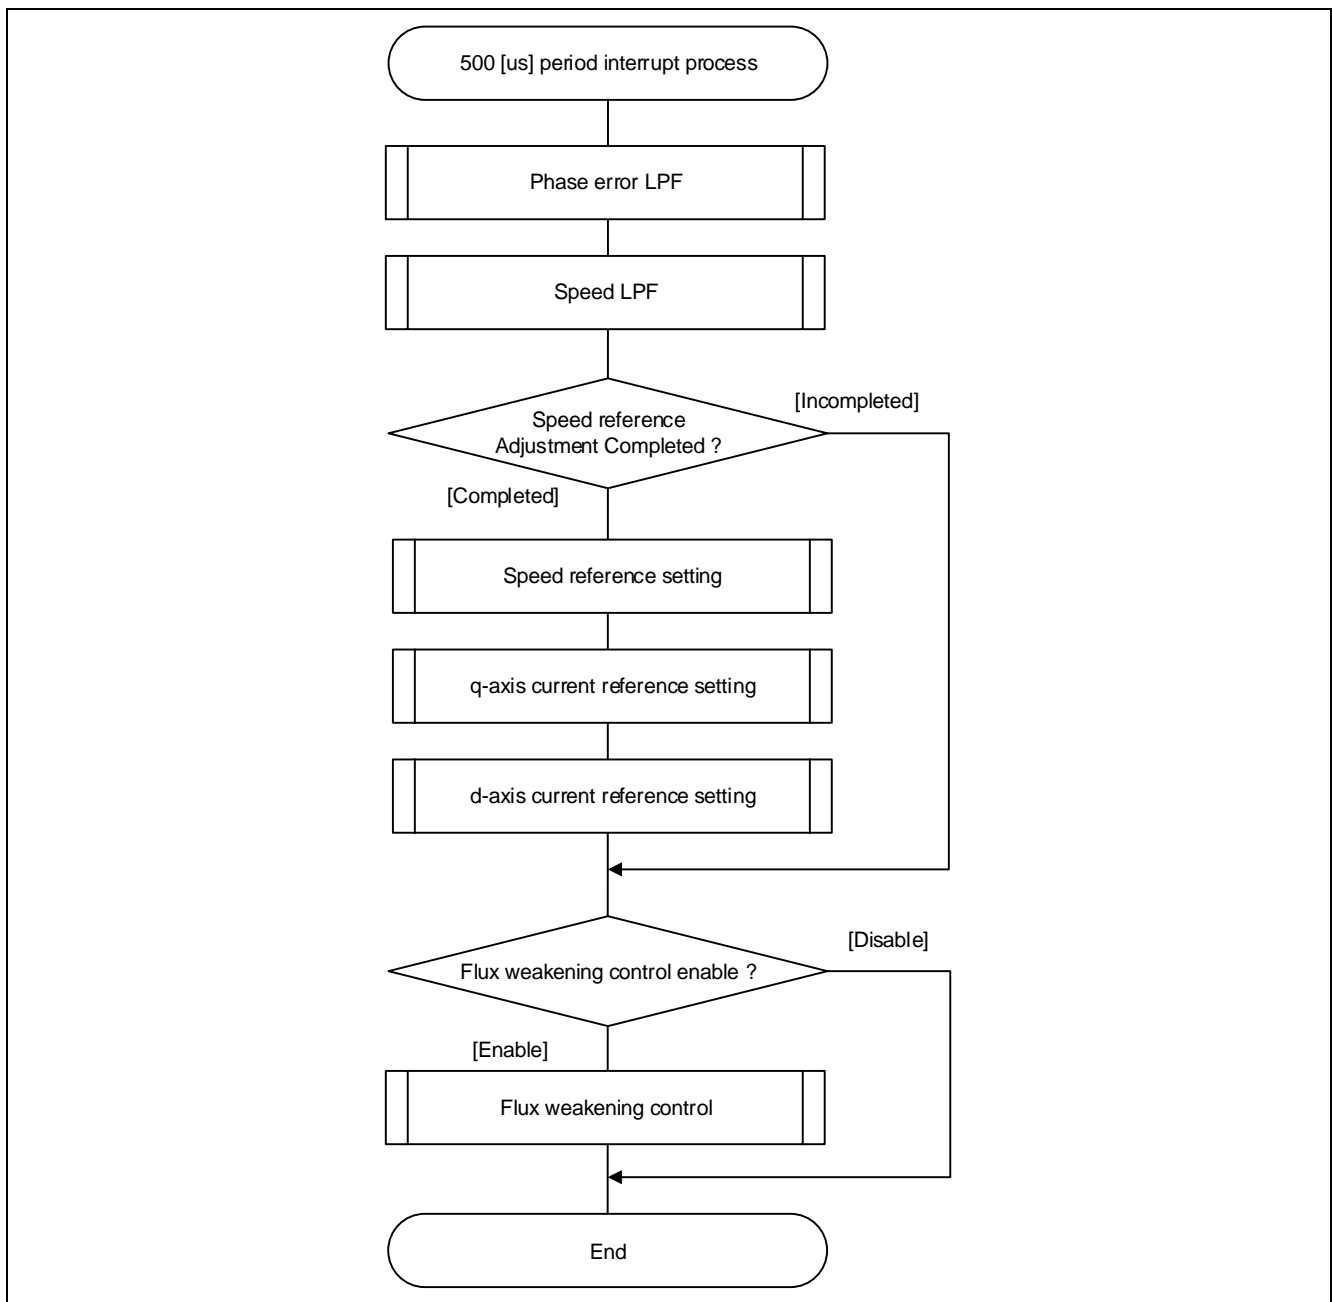 500 [us] period interrupt process
Phase error LPF
Speed LPF
[Incompleted]
Speed reference
Adjustment Completed ?
[Completed]
Speed reference setting
q-axis current reference setting
d-axis current reference setting
[Disable]
Flux weakening control enable ?
[Enable]
Flux weakening control
End